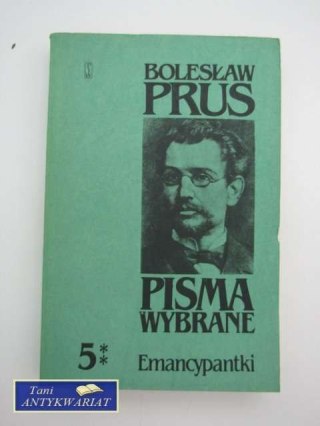 BOLESŁAW
PRUS
PISMA
WYBRANE
5⁑ Emancypantki
Tani
ANTYKWARIAT